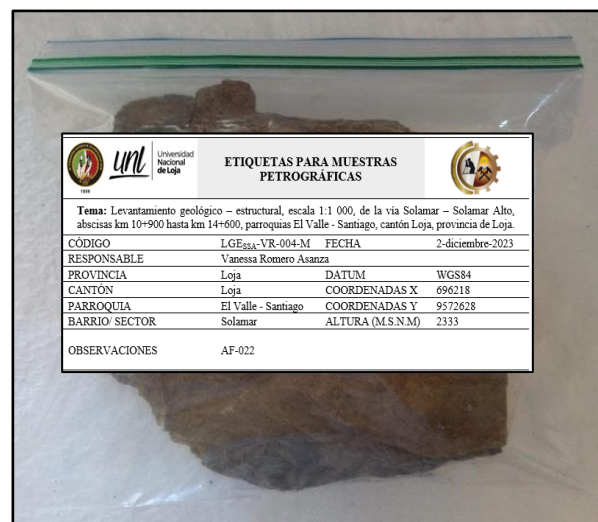 1859
unl
Universidad
Nacional
de Loja
ETIQUETAS PARA MUESTRAS
PETROGRÁFICAS
Tema: Levantamiento geológico – estructural, escala 1:1 000, de la vía Solamar – Solamar Alto,
abscisas km 10+900 hasta km 14+600, parroquias El Valle - Santiago, cantón Loja, provincia de Loja.
CÓDIGO LGESSA-VR-004-M FECHA 2-diciembre-2023
RESPONSABLE Vanessa Romero Asanza
PROVINCIA Loja DATUM WGS84
CANTÓN Loja COORDENADAS X 696218
PARROQUIA El Valle - Santiago COORDENADAS Y 9572628
BARRIO/ SECTOR Solamar ALTURA (M.S.N.M) 2333
OBSERVACIONES AF-022